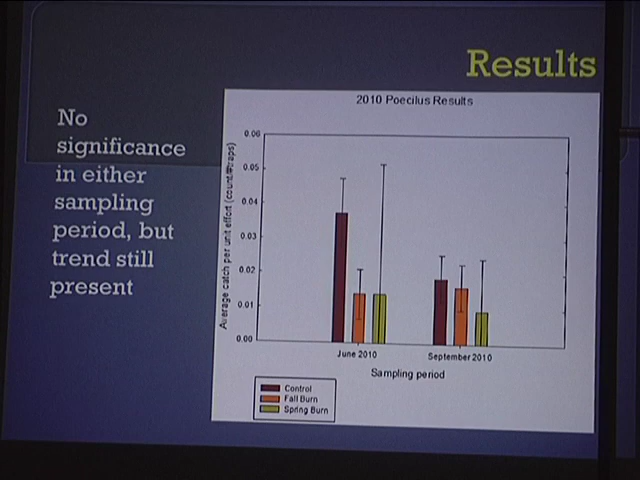 Results
No
significance
in either
sampling
period, but
trend still
present
2010 Poecilus Results
Average catch per unit effort (count/#traps)
0.06
0.05
0.04
0.03
0.02
0.01
0.00
June 2010
September 2010
Sampling period
Control
Fall Burn
Spring Burn